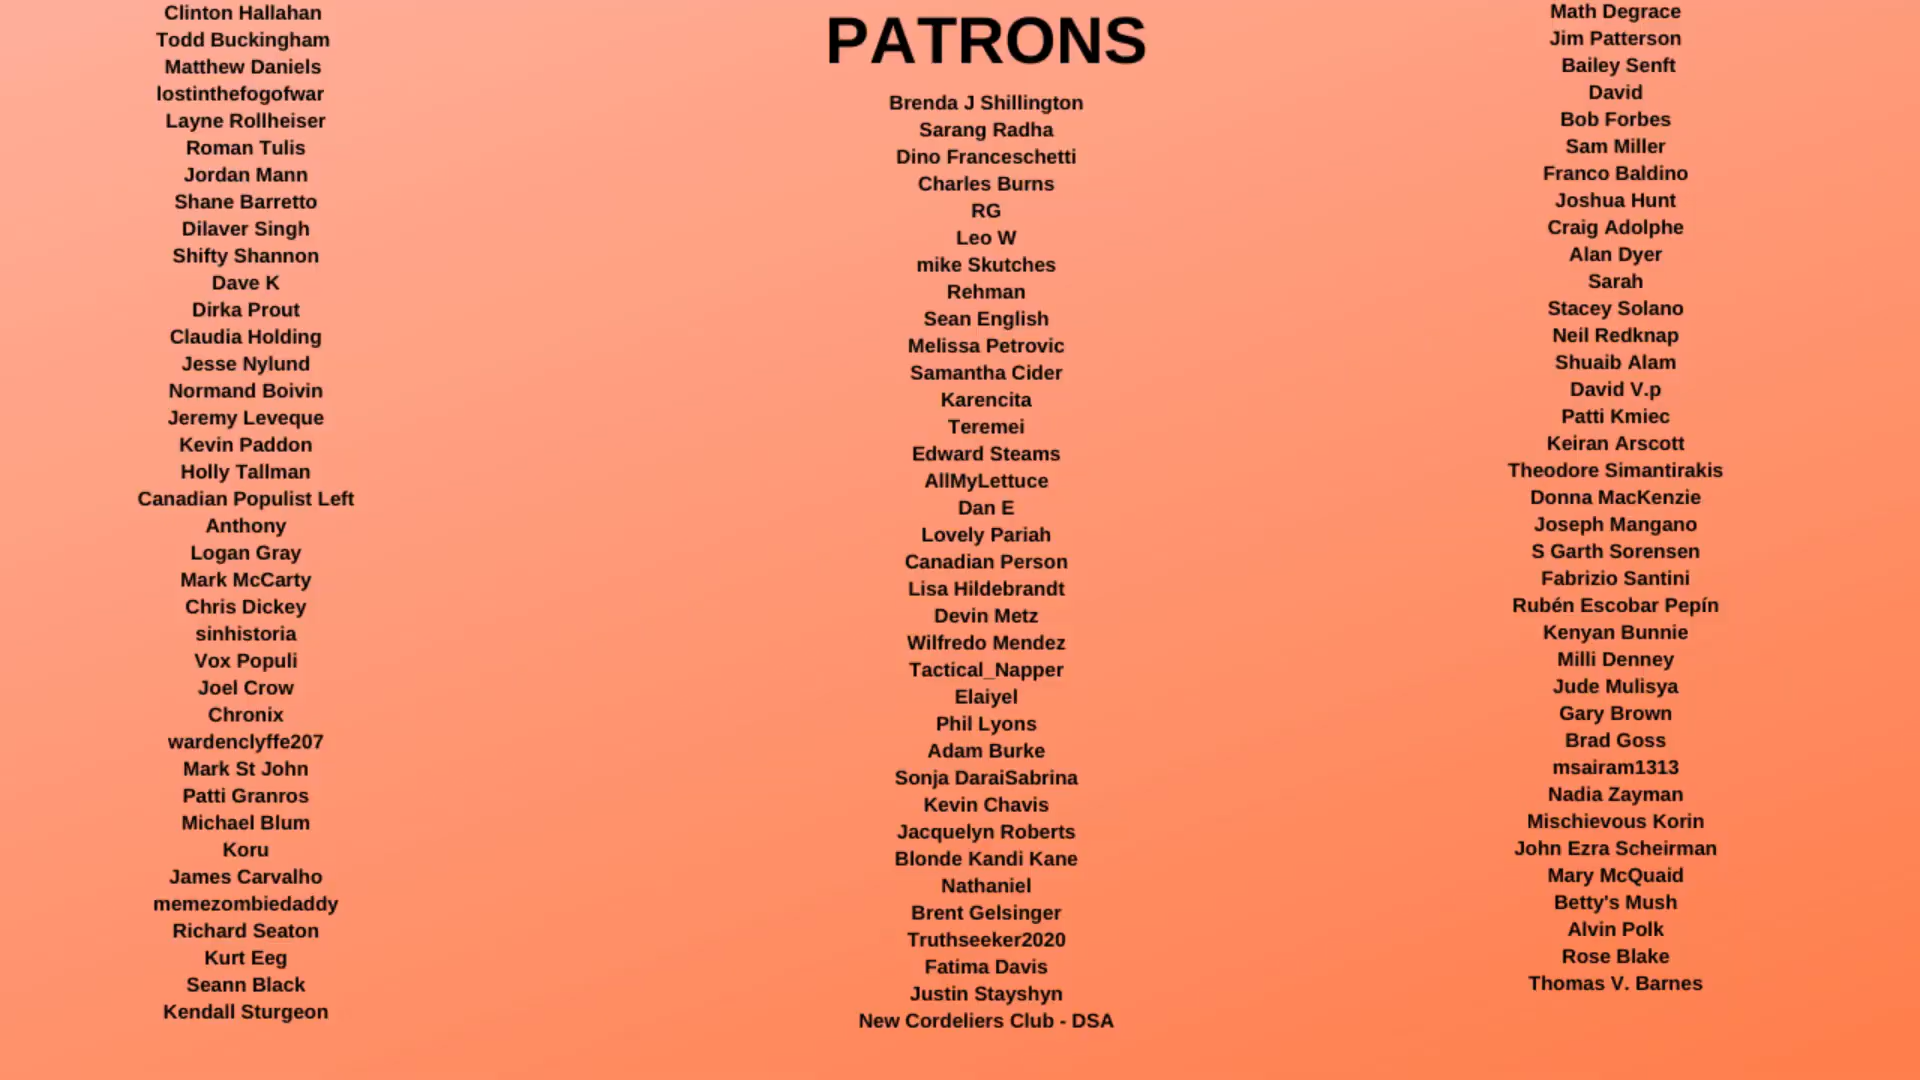 Clinton Hallahan
Todd Buckingham
Matthew Daniels
lostinthefogofwar
Layne Rollheiser
Roman Tulis
Jordan Mann
Shane Barretto
Dilaver Singh
Shifty Shannon
Dave K
Dirka Prout
Claudia Holding
Jesse Nylund
Normand Boivin
Jeremy Leveque
Kevin Paddon
Holly Tallman
Canadian Populist Left
Anthony
Logan Gray
Mark McCarty
Chris Dickey
sinhistoria
Vox Populi
Joel Crow
Chronix
wardenclyffe207
Mark St John
Patti Granros
Michael Blum
Koru
James Carvalho
memezombiedaddy
Richard Seaton
Kurt Eeg
Seann Black
Kendall Sturgeon
PATRONS
Brenda J Shillington
Sarang Radha
Dino Franceschetti
Charles Burns
RG
Leo W
mike Skutches
Rehman
Sean English
Melissa Petrovic
Samantha Cider
Karencita
Teremei
Edward Steams
AllMyLettuce
Dan E
Lovely Pariah
Canadian Person
Lisa Hildebrandt
Devin Metz
Wilfredo Mendez
Tactical_Napper
Elaiyel
Phil Lyons
Adam Burke
Sonja DaraiSabrina
Kevin Chavis
Jacquelyn Roberts
Blonde Kandi Kane
Nathaniel
Brent Gelsinger
Truthseeker2020
Fatima Davis
Justin Stayshyn
New Cordeliers Club - DSA
Math Degrace
Jim Patterson
Bailey Senft
David
Bob Forbes
Sam Miller
Franco Baldino
Joshua Hunt
Craig Adolphe
Alan Dyer
Sarah
Stacey Solano
Neil Redknap
Shuaib Alam
David V.p
Patti Kmiec
Keiran Arscott
Theodore Simantirakis
Donna MacKenzie
Joseph Mangano
S Garth Sorensen
Fabrizio Santini
Rubén Escobar Pepín
Kenyan Bunnie
Milli Denney
Jude Mulisya
Gary Brown
Brad Goss
msairam1313
Nadia Zayman
Mischievous Korin
John Ezra Scheirman
Mary McQuaid
Betty's Mush
Alvin Polk
Rose Blake
Thomas V. Barnes